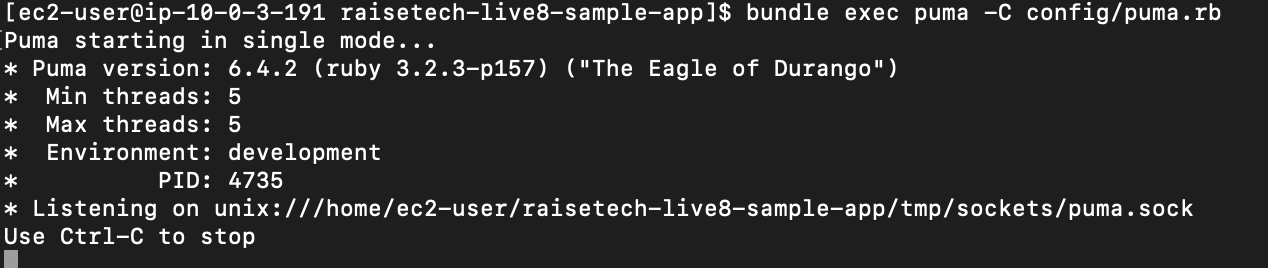 [ec2-user@ip-10-0-3-191 raisetech-live8-sample-app]$ bundle exec puma -C config/puma.rb
Puma starting in single mode...
* Puma version: 6.4.2 (ruby 3.2.3-p157) ("The Eagle of Durango")
*  Min threads: 5
*  Max threads: 5
*  Environment: development
*          PID: 4735
* Listening on unix:///home/ec2-user/raisetech-live8-sample-app/tmp/sockets/puma.sock
Use Ctrl-C to stop